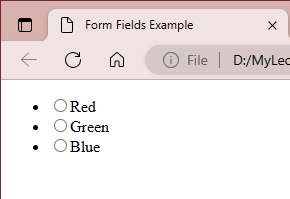 Form Fields Example
File D:/MyLec
Red
Green
Blue